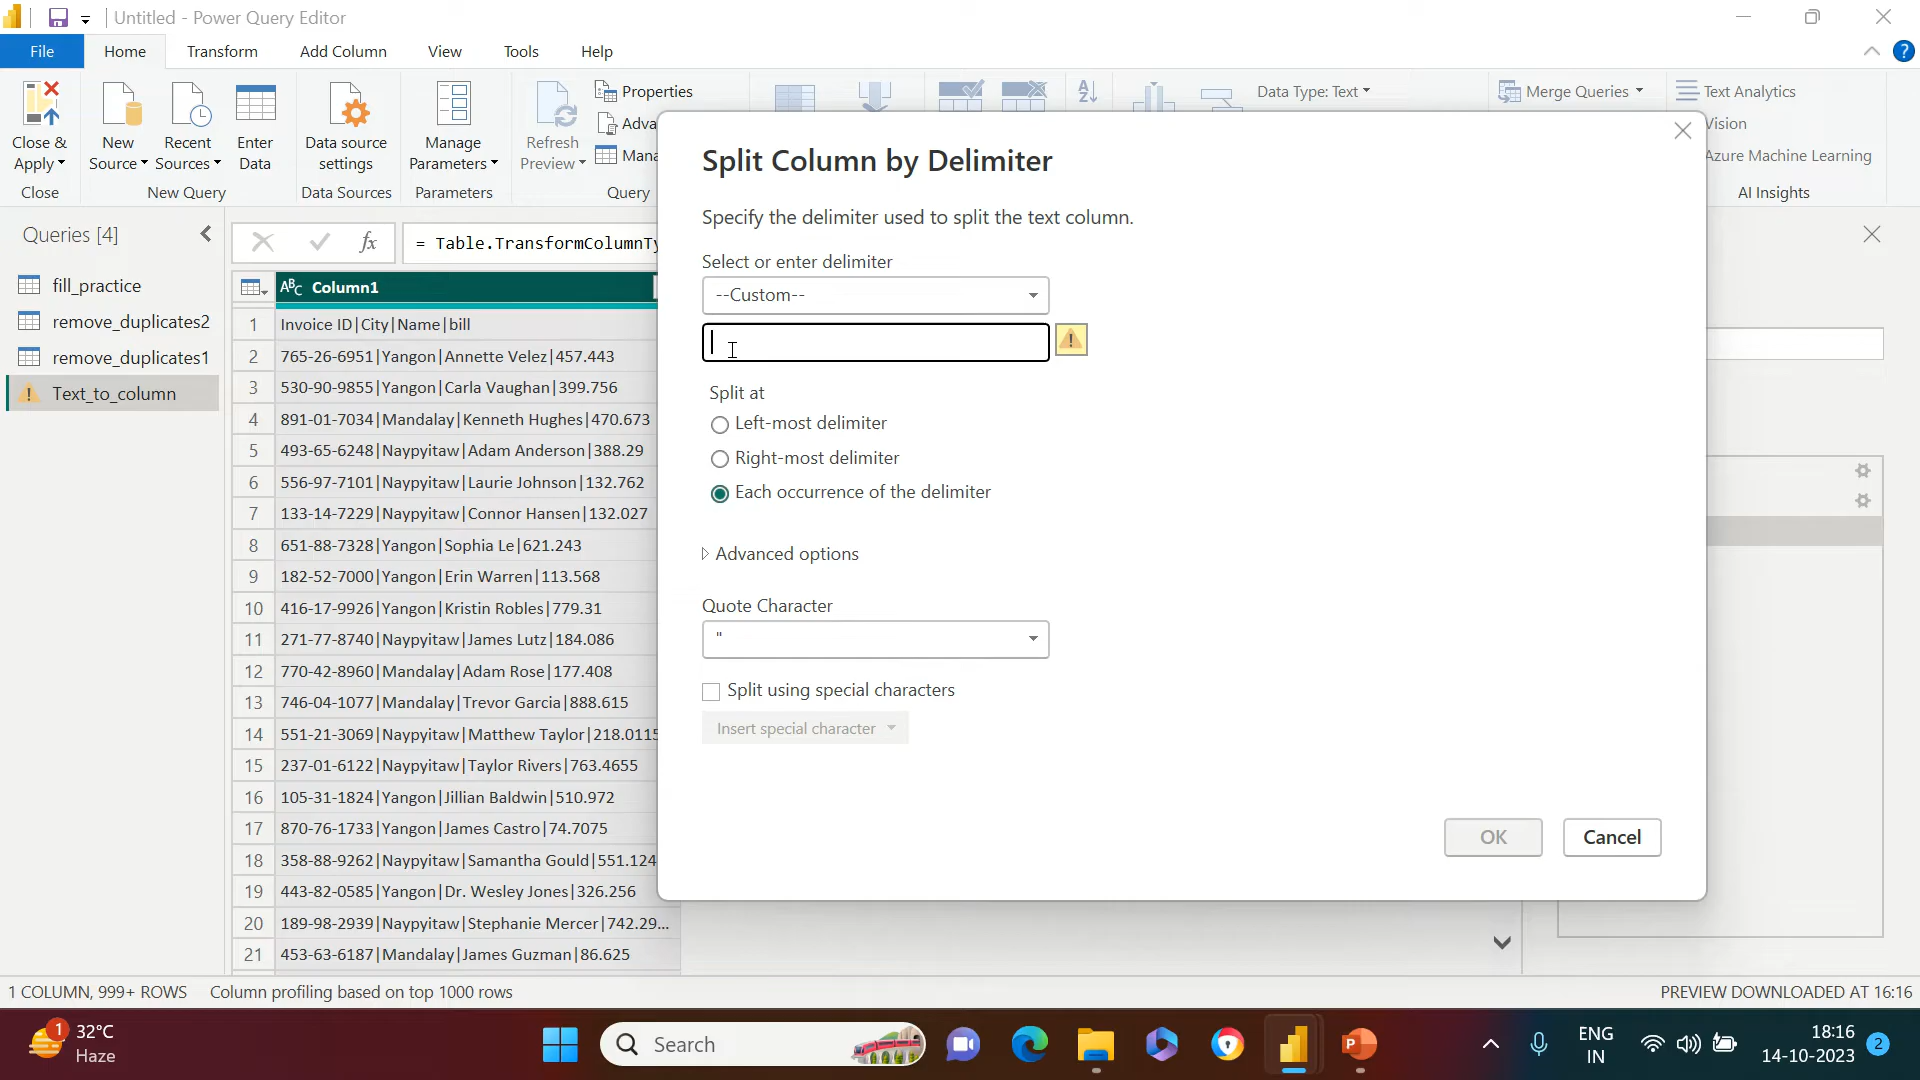 Untitled - Power Query Editor
File Home Transform Add Column View Tools Help
Close & Apply
Close
New Source
Recent Sources
Enter Data
New Query
Data source settings
Data Sources
Manage Parameters
Parameters
Refresh Preview
Properties
Query
Data Type: Text
Merge Queries
Text Analytics
Vision
Azure Machine Learning
AI Insights
Queries [4]
fill_practice
remove_duplicates2
remove_duplicates1
Text_to_column
fx
= Table.TransformColumnTy
ABC Column1
1 Invoice ID|City|Name|bill
2 765-26-6951|Yangon|Annette Velez|457.443
3 530-90-9855|Yangon|Carla Vaughan|399.756
4 891-01-7034|Mandalay|Kenneth Hughes|470.673
5 493-65-6248|Naypyitaw|Adam Anderson|388.29
6 556-97-7101|Naypyitaw|Laurie Johnson|132.762
7 133-14-7229|Naypyitaw|Connor Hansen|132.027
8 651-88-7328|Yangon|Sophia Le|621.243
9 182-52-7000|Yangon|Erin Warren|113.568
10 416-17-9926|Yangon|Kristin Robles|779.31
11 271-77-8740|Naypyitaw|James Lutz|184.086
12 770-42-8960|Mandalay|Adam Rose|177.408
13 746-04-1077|Mandalay|Trevor Garcia|888.615
14 551-21-3069|Naypyitaw|Matthew Taylor|218.0115
15 237-01-6122|Naypyitaw|Taylor Rivers|763.4655
16 105-31-1824|Yangon|Jillian Baldwin|510.972
17 870-76-1733|Yangon|James Castro|74.7075
18 358-88-9262|Naypyitaw|Samantha Gould|551.124
19 443-82-0585|Yangon|Dr. Wesley Jones|326.256
20 189-98-2939|Naypyitaw|Stephanie Mercer|742.29...
21 453-63-6187|Mandalay|James Guzman|86.625
Split Column by Delimiter
Specify the delimiter used to split the text column.
Select or enter delimiter
--Custom--
Split at
Left-most delimiter
Right-most delimiter
Each occurrence of the delimiter
Advanced options
Quote Character
"
Split using special characters
Insert special character
OK Cancel
1 COLUMN, 999+ ROWS Column profiling based on top 1000 rows
PREVIEW DOWNLOADED AT 16:16
1
32°C
Haze
Search
ENG
IN
18:16
14-10-2023
2